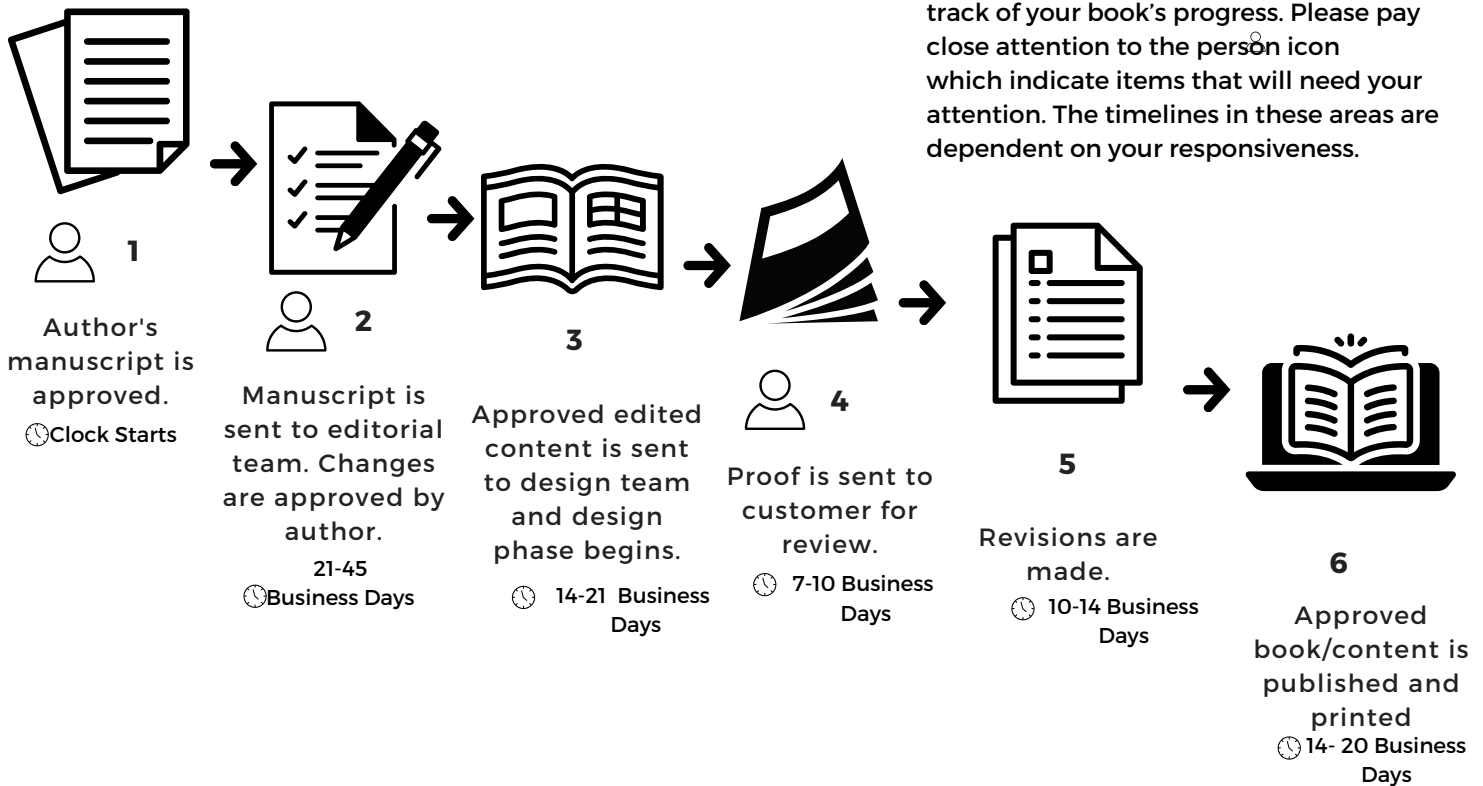 track of your book’s progress. Please pay
close attention to the person icon
which indicate items that will need your
attention. The timelines in these areas are
dependent on your responsiveness.
1
Author's
manuscript is
approved.
Clock Starts
2
Manuscript is
sent to editorial
team. Changes
are approved by
author.
21-45
Business Days
3
Approved edited
content is sent
to design team
and design
phase begins.
14-21 Business
Days
4
Proof is sent to
customer for
review.
7-10 Business
Days
5
Revisions are
made.
10-14 Business
Days
6
Approved
book/content is
published and
printed
14- 20 Business
Days